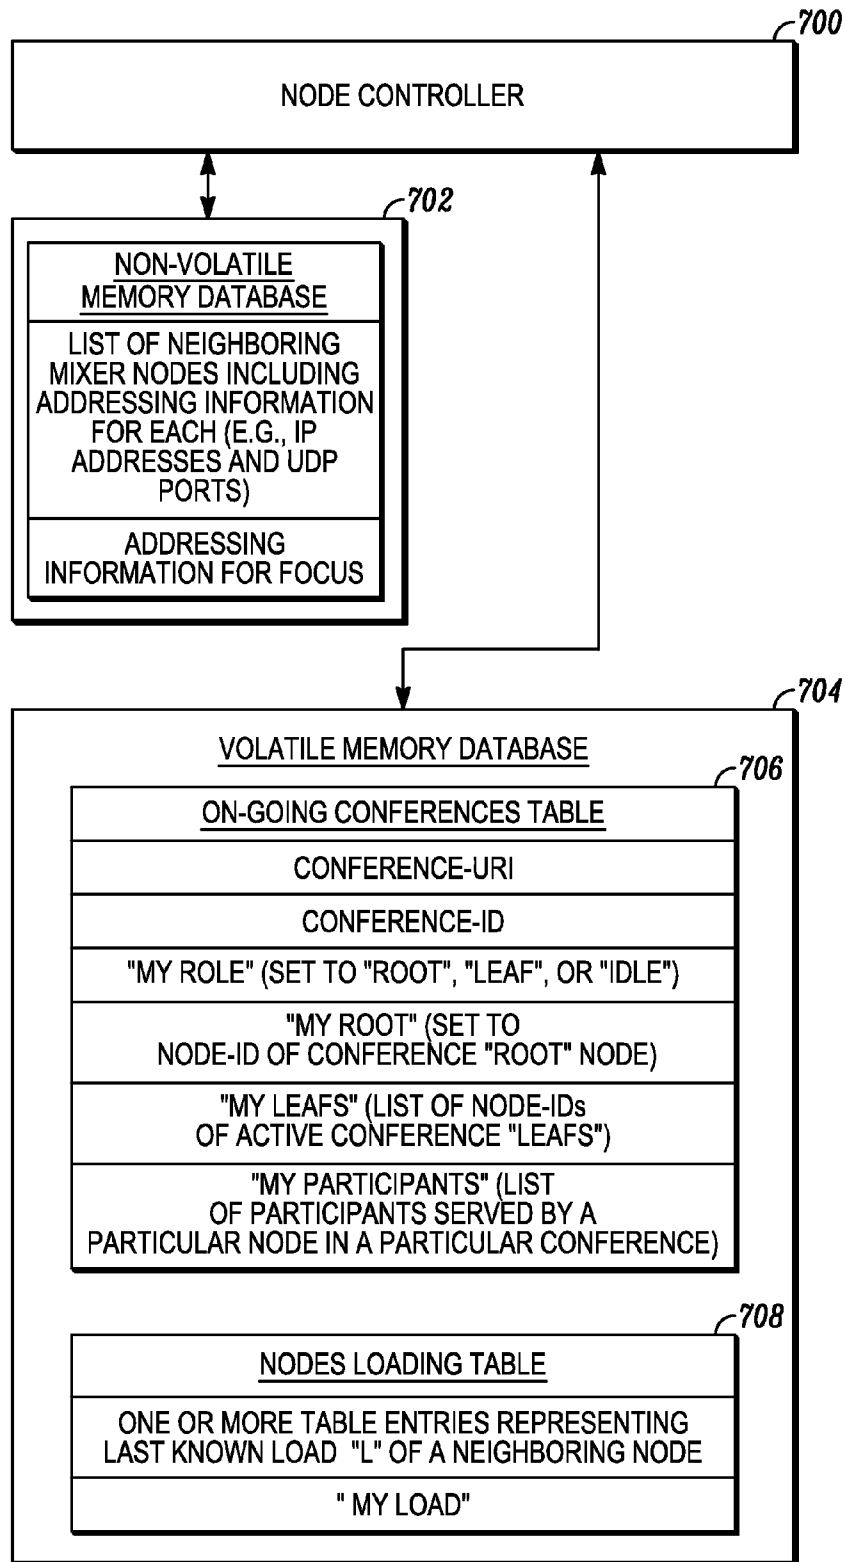 700
NODE CONTROLLER
702
NON-VOLATILE
MEMORY DATABASE
LIST OF NEIGHBORING
MIXER NODES INCLUDING
ADDRESSING INFORMATION
FOR EACH (E.G., IP
ADDRESSES AND UDP
PORTS)
ADDRESSING
INFORMATION FOR FOCUS
704
VOLATILE MEMORY DATABASE
706
ON-GOING CONFERENCES TABLE
CONFERENCE-URI
CONFERENCE-ID
"MY ROLE" (SET TO "ROOT", "LEAF", OR "IDLE")
"MY ROOT" (SET TO
NODE-ID OF CONFERENCE "ROOT" NODE)
"MY LEAFS" (LIST OF NODE-IDs
OF ACTIVE CONFERENCE "LEAFS")
"MY PARTICIPANTS" (LIST
OF PARTICIPANTS SERVED BY A
PARTICULAR NODE IN A PARTICULAR CONFERENCE)
708
NODES LOADING TABLE
ONE OR MORE TABLE ENTRIES REPRESENTING
LAST KNOWN LOAD "L" OF A NEIGHBORING NODE
" MY LOAD"